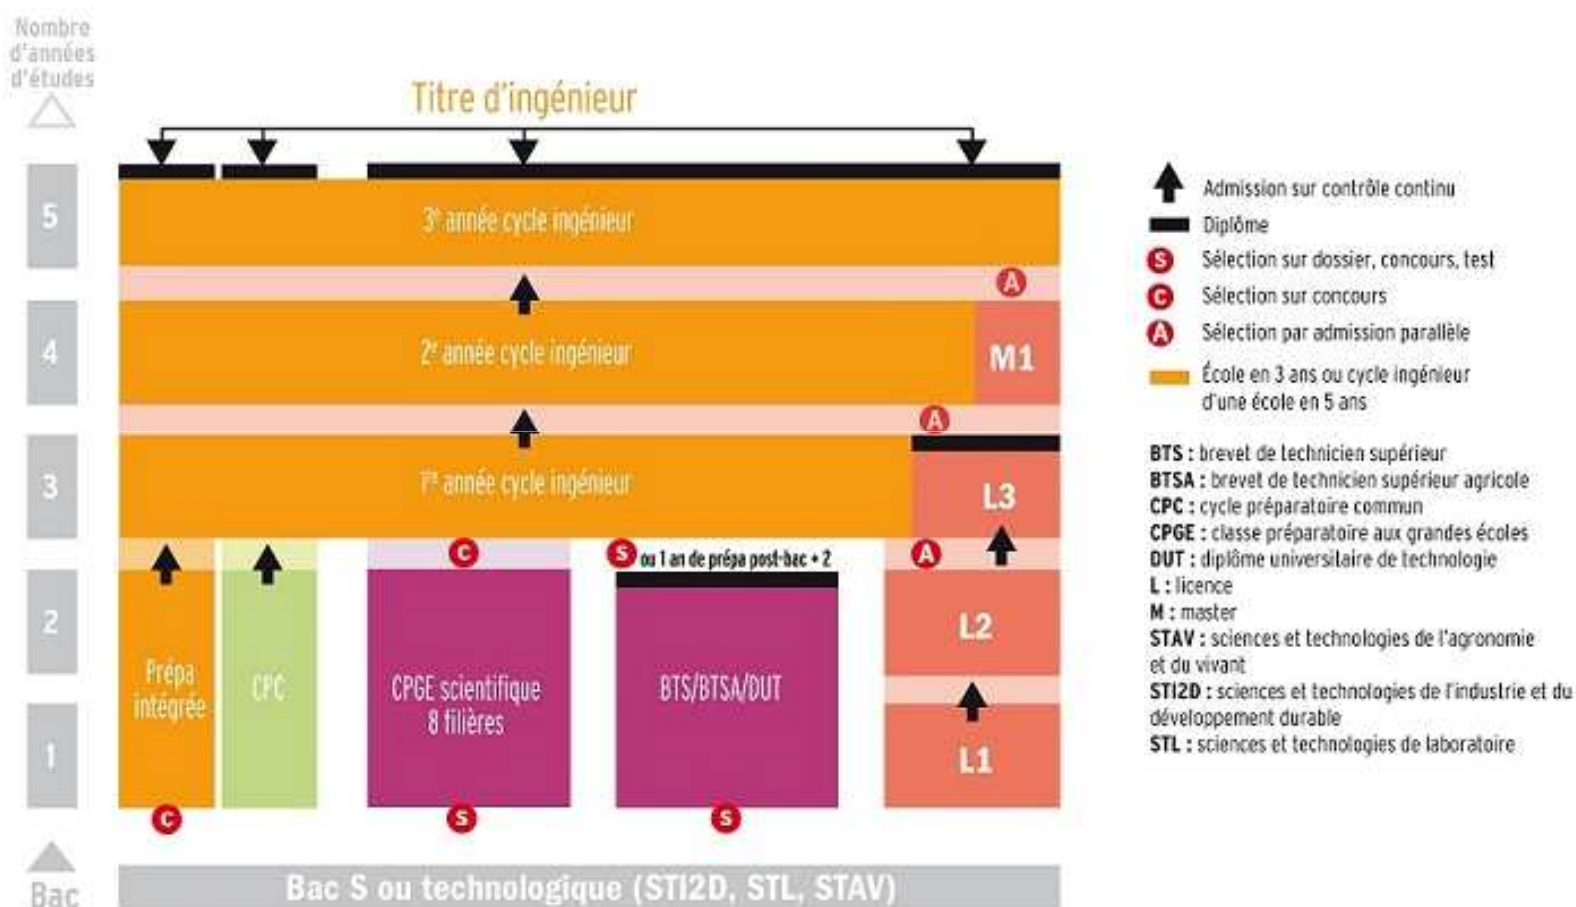 Nombre
d'années
d'études
Titre d'ingénieur
5
3e année cycle ingénieur
A
4
2e année cycle ingénieur
M1
A
3
1re année cycle ingénieur
L3
C
S ou 1 an de prépa post-bac + 2
A
2
1
Prépa
intégrée
CPC
CPGE scientifique
8 filières
BTS/BTSA/DUT
L2
L1
C
S
S
Bac
Bac S ou technologique (STI2D, STL, STAV)
Admission sur contrôle continu
Diplôme
S Sélection sur dossier, concours, test
C Sélection sur concours
A Sélection par admission parallèle
École en 3 ans ou cycle ingénieur
d'une école en 5 ans
BTS : brevet de technicien supérieur
BTSA : brevet de technicien supérieur agricole
CPC : cycle préparatoire commun
CPGE : classe préparatoire aux grandes écoles
DUT : diplôme universitaire de technologie
L : licence
M : master
STAV : sciences et technologies de l'agronomie
et du vivant
STI2D : sciences et technologies de l'industrie et du
développement durable
STL : sciences et technologies de laboratoire